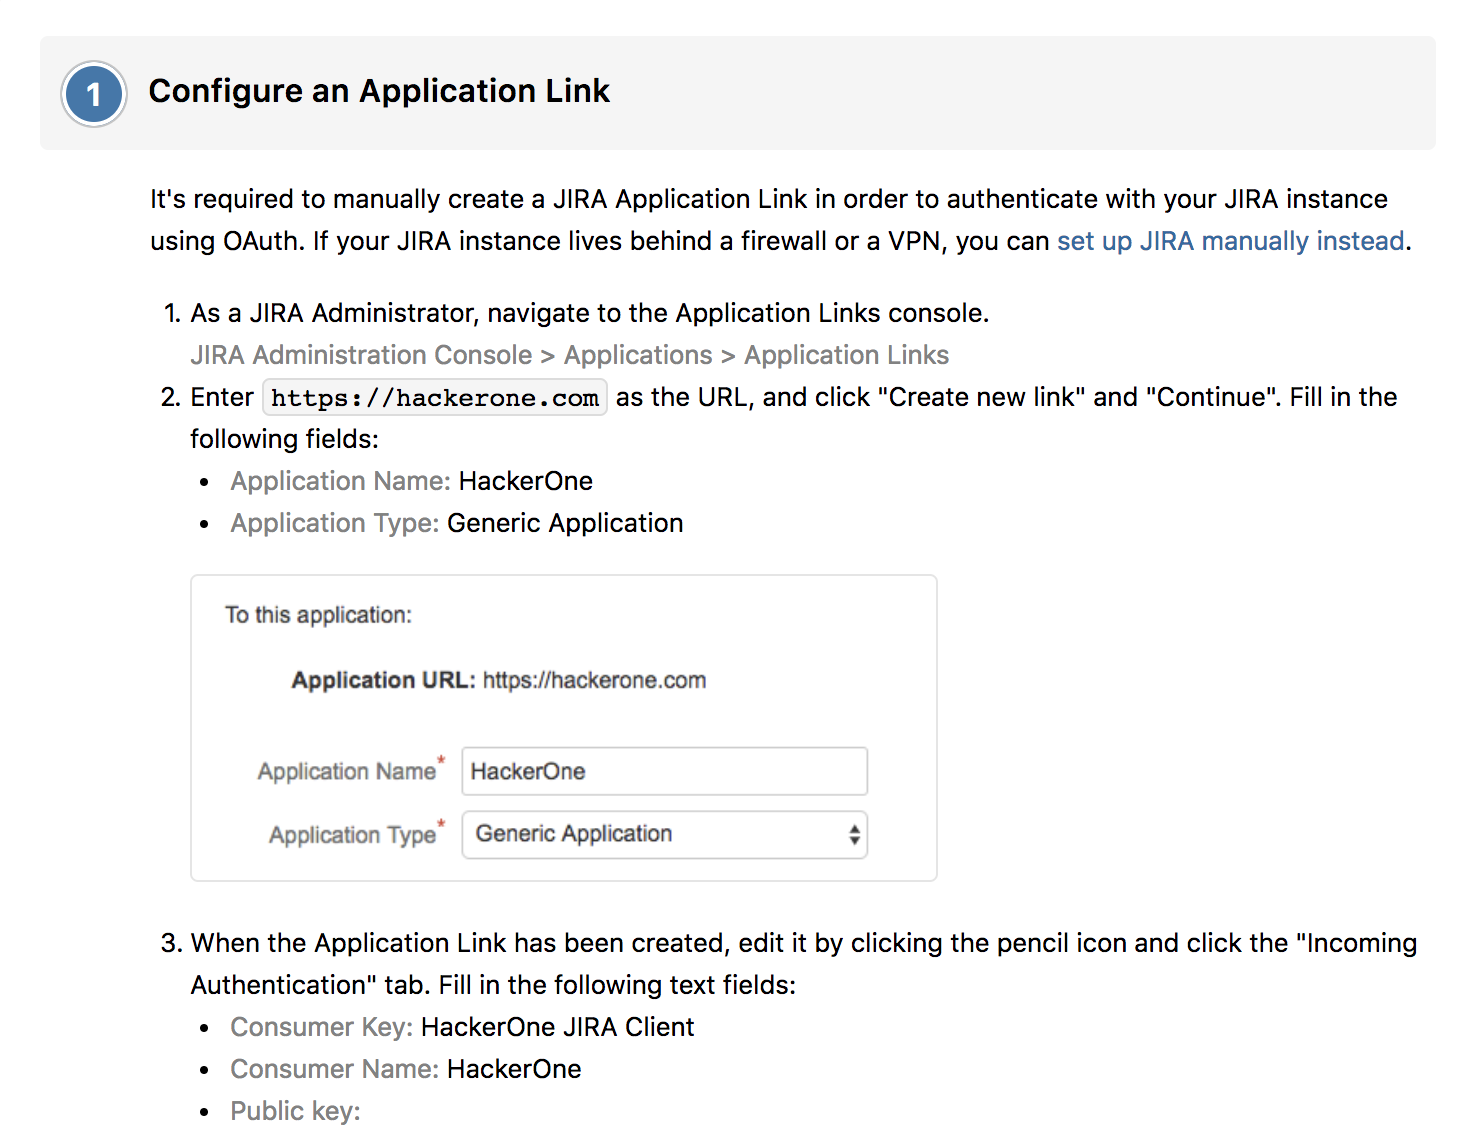 1
Configure an Application Link
It's required to manually create a JIRA Application Link in order to authenticate with your JIRA instance
using OAuth. If your JIRA instance lives behind a firewall or a VPN, you can set up JIRA manually instead.
1. As a JIRA Administrator, navigate to the Application Links console.
JIRA Administration Console > Applications > Application Links
2. Enter https://hackerone.com as the URL, and click "Create new link" and "Continue". Fill in the
following fields:
• Application Name: HackerOne
• Application Type: Generic Application
To this application:
Application URL: https://hackerone.com
Application Name* HackerOne
Application Type* Generic Application
3. When the Application Link has been created, edit it by clicking the pencil icon and click the "Incoming
Authentication" tab. Fill in the following text fields:
• Consumer Key: HackerOne JIRA Client
• Consumer Name: HackerOne
• Public key: